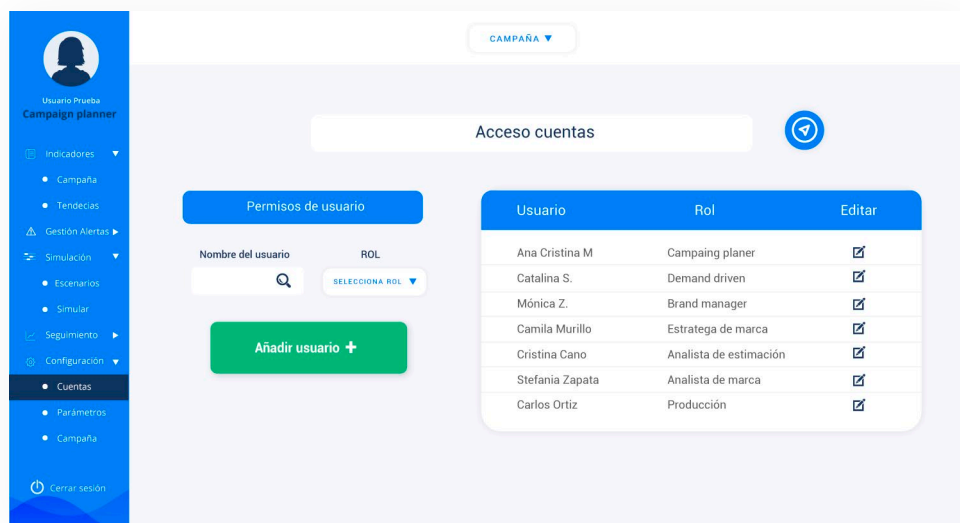 CAMPAÑA
Usuario Prueba
Campaign planner
Indicadores
Campaña
Tendecias
Gestión Alertas
Simulación
Escenarios
Simular
Seguimiento
Configuración
Cuentas
Parámetros
Campaña
Cerrar sesión
Acceso cuentas
Permisos de usuario
Nombre del usuario ROL
SELECCIONA ROL
Añadir usuario +
Usuario Rol Editar
Ana Cristina M Campaing planer
Catalina S. Demand driven
Mónica Z. Brand manager
Camila Murillo Estratega de marca
Cristina Cano Analista de estimación
Stefania Zapata Analista de marca
Carlos Ortiz Producción